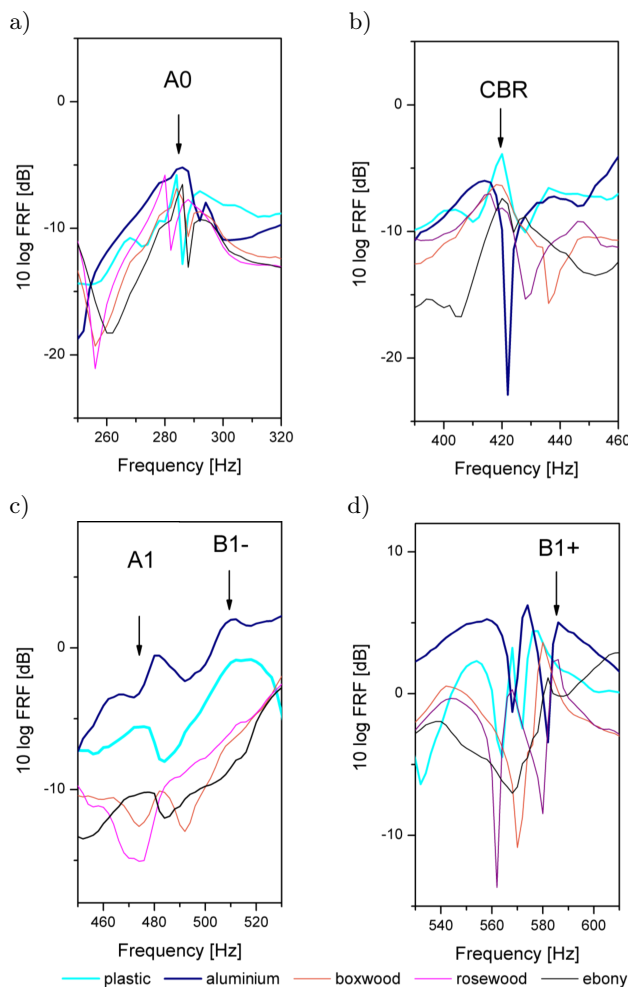 a)
A0
10 log FRF [dB]
0
-10
-20
260 280 300 320
Frequency [Hz]
b)
CBR
10 log FRF [dB]
0
-10
-20
390 420 440 460
Frequency [Hz]
c)
A1
B1-
10 log FRF [dB]
0
-10
460 480 500 520
Frequency [Hz]
d)
B1+
10 log FRF [dB]
10
0
-10
540 560 580 600
Frequency [Hz]
plastic aluminium boxwood rosewood ebony